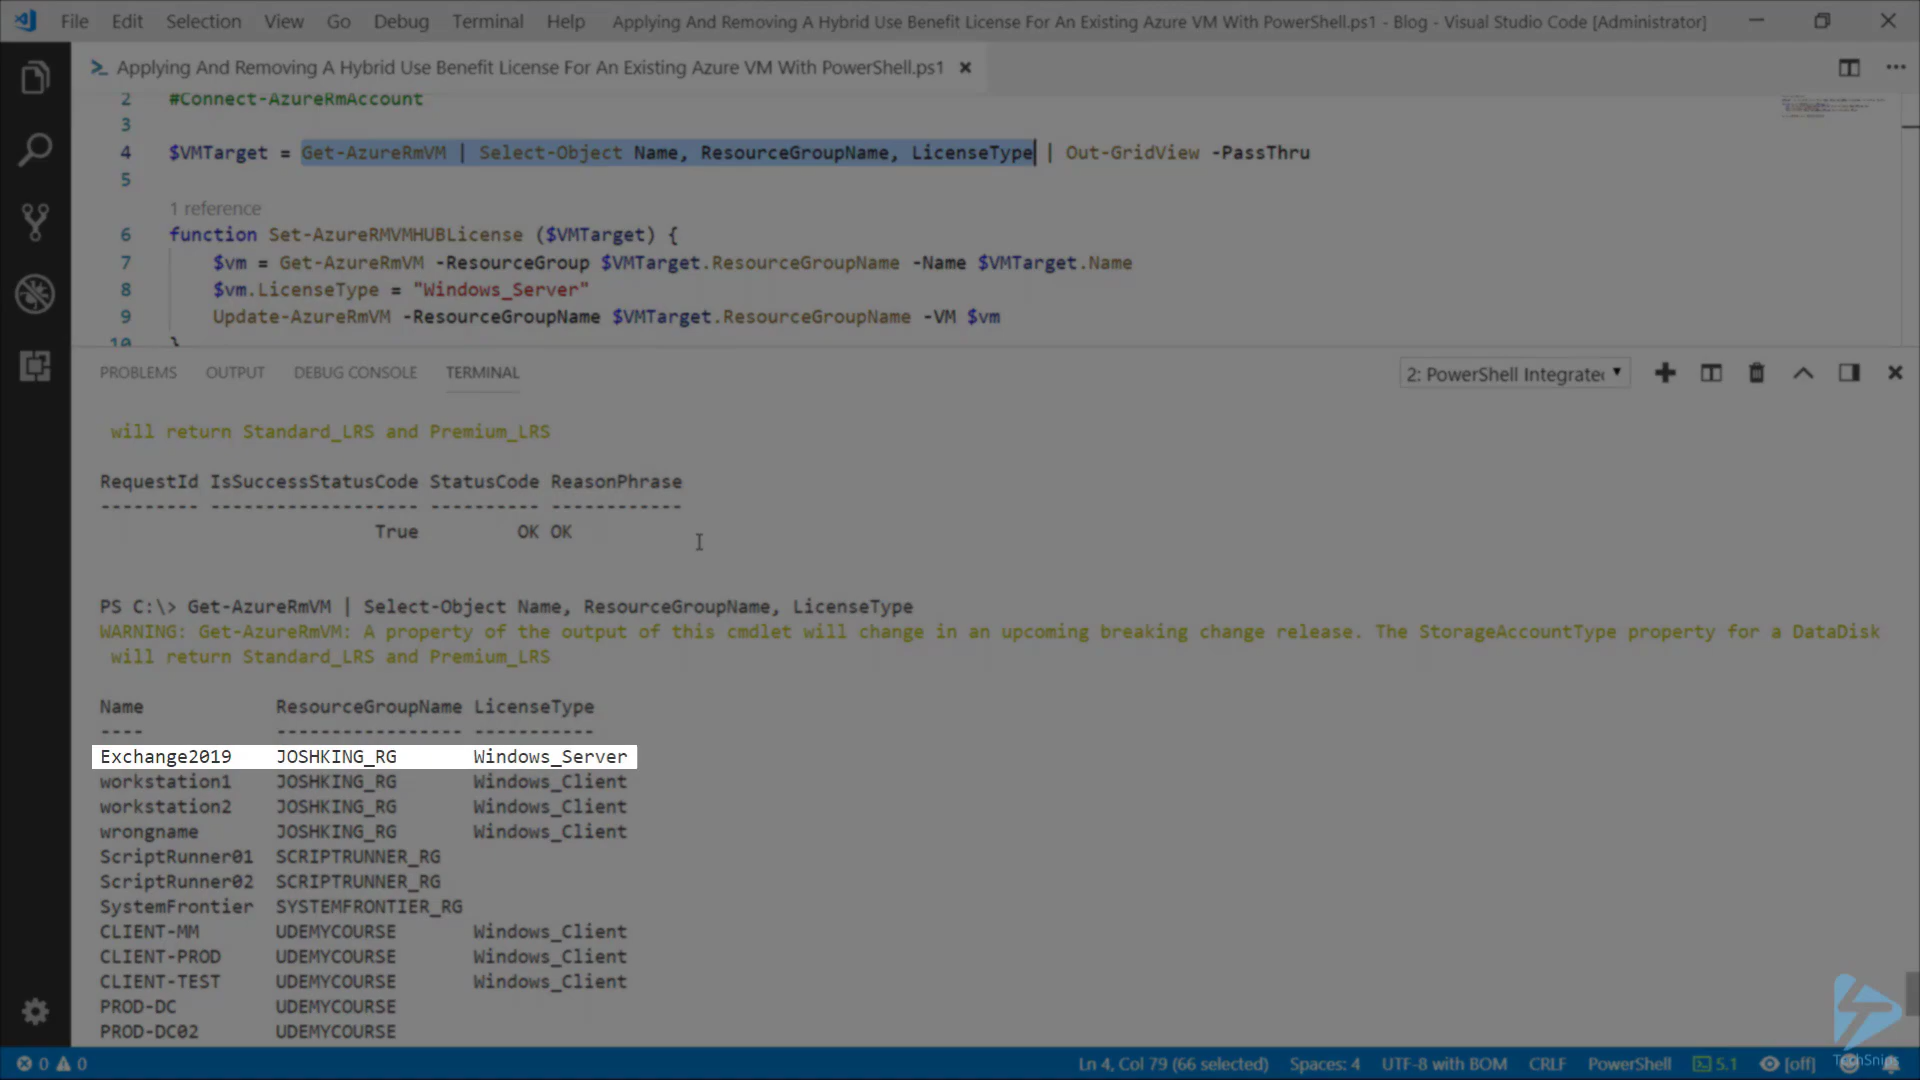 File Edit Selection View Go Debug Terminal Help Applying And Removing A Hybrid Use Benefit License For An Existing Azure VM With PowerShell.ps1 - Blog - Visual Studio Code [Administrator]
Applying And Removing A Hybrid Use Benefit License For An Existing Azure VM With PowerShell.ps1
2 #Connect-AzureRmAccount
3
4 $VMTarget = Get-AzureRmVM | Select-Object Name, ResourceGroupName, LicenseType | Out-GridView -PassThru
5
1 reference
6 function Set-AzureRMVMHUBLicense ($VMTarget) {
7 $vm = Get-AzureRmVM -ResourceGroup $VMTarget.ResourceGroupName -Name $VMTarget.Name
8 $vm.LicenseType = "Windows_Server"
9 Update-AzureRmVM -ResourceGroupName $VMTarget.ResourceGroupName -VM $vm
10 }
PROBLEMS OUTPUT DEBUG CONSOLE TERMINAL 2: PowerShell Integrated
will return Standard_LRS and Premium_LRS
RequestId IsSuccessStatusCode StatusCode ReasonPhrase
--------- ------------------- ---------- ------------
True OK OK
PS C:\> Get-AzureRmVM | Select-Object Name, ResourceGroupName, LicenseType
WARNING: Get-AzureRmVM: A property of the output of this cmdlet will change in an upcoming breaking change release. The StorageAccountType property for a DataDisk
will return Standard_LRS and Premium_LRS
Name ResourceGroupName LicenseType
---- ----------------- -----------
Exchange2019 JOSHKING_RG Windows_Server
workstation1 JOSHKING_RG Windows_Client
workstation2 JOSHKING_RG Windows_Client
wrongname JOSHKING_RG Windows_Client
ScriptRunner01 SCRIPTRUNNER_RG
ScriptRunner02 SCRIPTRUNNER_RG
SystemFrontier SYSTEMFRONTIER_RG
CLIENT-MM UDEMYCOURSE Windows_Client
CLIENT-PROD UDEMYCOURSE Windows_Client
CLIENT-TEST UDEMYCOURSE Windows_Client
PROD-DC UDEMYCOURSE
PROD-DC02 UDEMYCOURSE
0 0 Ln 4, Col 79 (66 selected) Spaces: 4 UTF-8 with BOM CRLF PowerShell 5.1 [off]
TechSnips